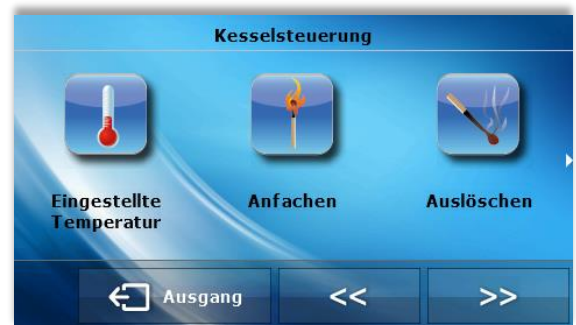 Kesselsteuerung
Eingestellte
Temperatur
Anfachen
Auslöschen
Ausgang
<<
>>